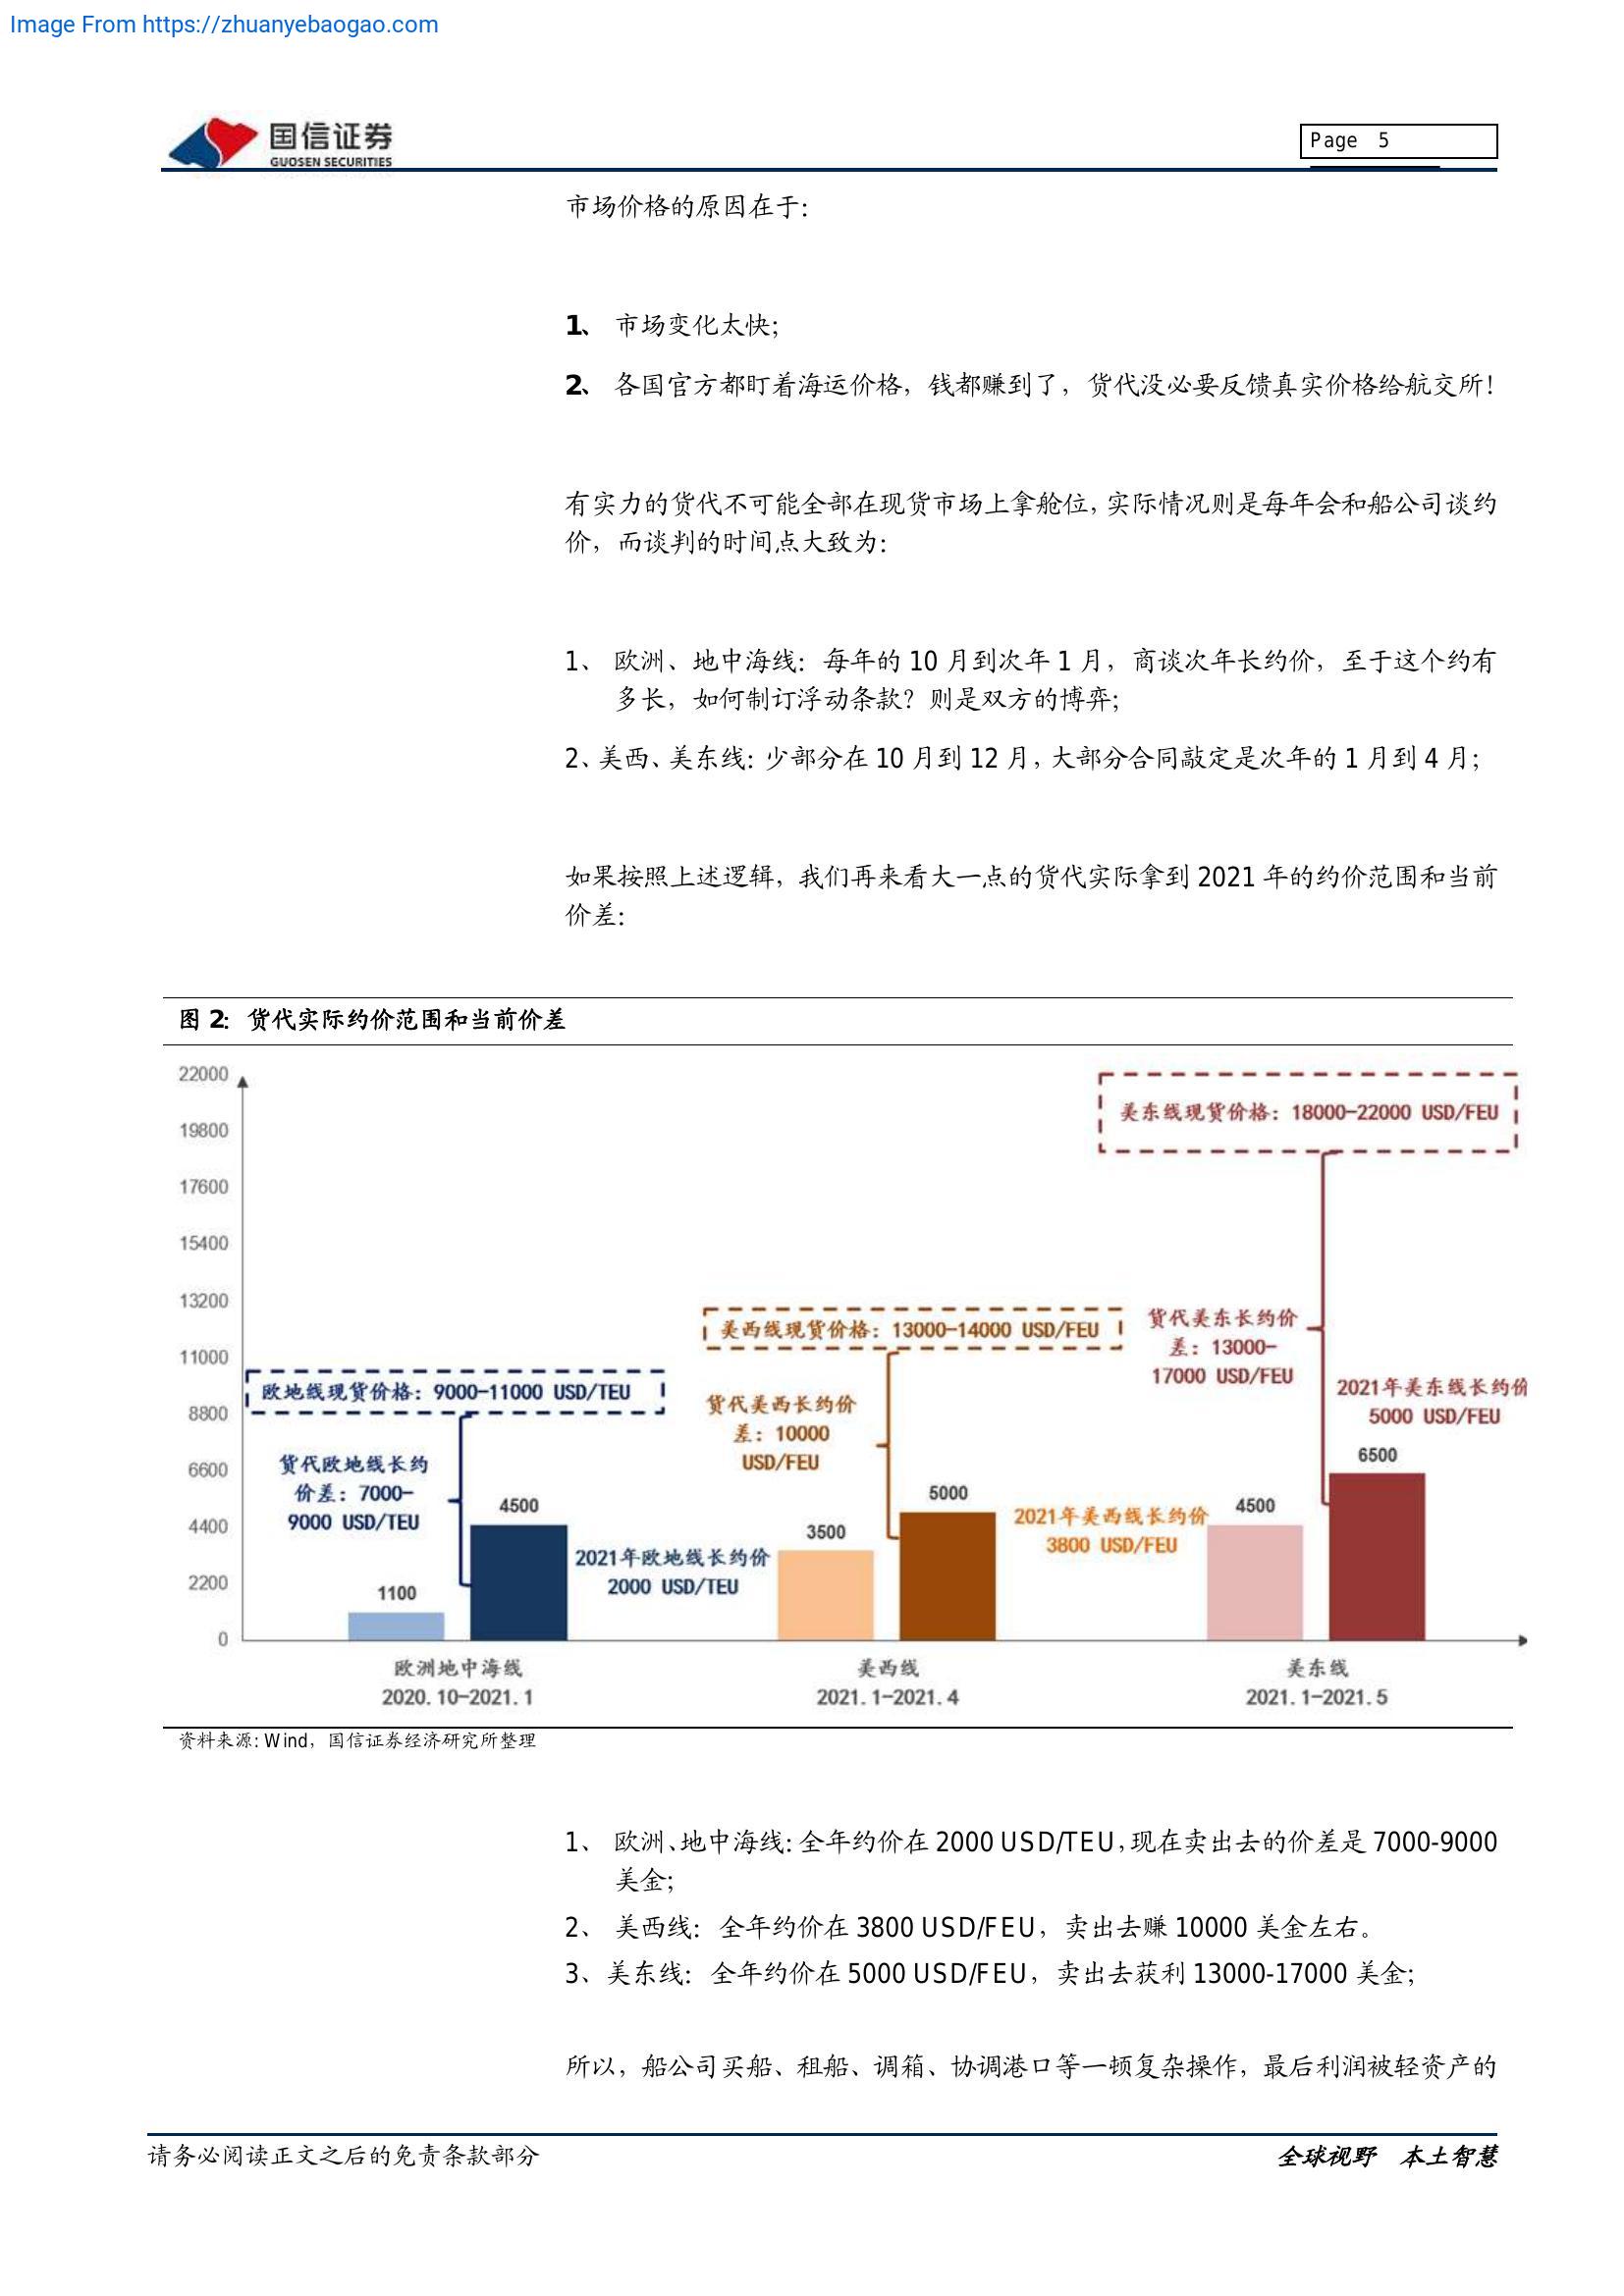 Image From https://zhuanyebaogao.com
国信证券
GUOSEN SECURITIES
Page 5
市场价格的原因在于：
1、 市场变化太快；
2、 各国官方都盯着海运价格，钱都赚到了，货代没必要反馈真实价格给航交所！
有实力的货代不可能全部在现货市场上拿舱位，实际情况则是每年会和船公司谈约
价，而谈判的时间点大致为：
1、 欧洲、地中海线：每年的 10 月到次年 1 月，商谈次年长约价，至于这个约有
多长，如何制订浮动条款？则是双方的博弈；
2、美西、美东线：少部分在 10 月到 12 月，大部分合同敲定是次年的 1 月到 4 月；
如果按照上述逻辑，我们再来看大一点的货代实际拿到 2021 年的约价范围和当前
价差：
图 2：货代实际约价范围和当前价差
22000
19800
17600
15400
13200
11000
8800
6600
4400
2200
0
欧地线现货价格：9000-11000 USD/TEU
货代欧地线长约
价差：7000-
9000 USD/TEU
1100
4500
2021年欧地线长约价
2000 USD/TEU
欧洲地中海线
2020.10-2021.1
美西线现货价格：13000-14000 USD/FEU
货代美西长约价
差：10000
USD/FEU
3500
5000
2021年美西线长约价
3800 USD/FEU
美西线
2021.1-2021.4
美东线现货价格：18000-22000 USD/FEU
货代美东长约价
差：13000-
17000 USD/FEU
4500
6500
2021年美东线长约价
5000 USD/FEU
美东线
2021.1-2021.5
资料来源：Wind，国信证券经济研究所整理
1、 欧洲、地中海线：全年约价在 2000 USD/TEU，现在卖出去的价差是 7000-9000
美金；
2、 美西线：全年约价在 3800 USD/FEU，卖出去赚 10000 美金左右。
3、美东线：全年约价在 5000 USD/FEU，卖出去获利 13000-17000 美金；
所以，船公司买船、租船、调箱、协调港口等一顿复杂操作，最后利润被轻资产的
请务必阅读正文之后的免责条款部分
全球视野 本土智慧